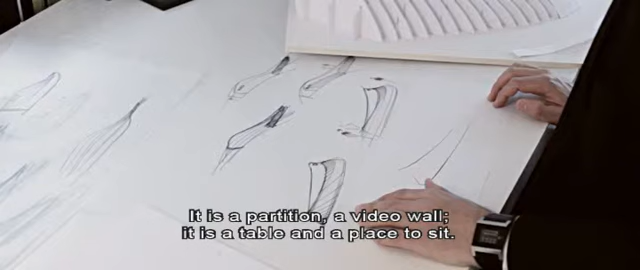 It is a partition, a video wall;
it is a table and a place to sit.